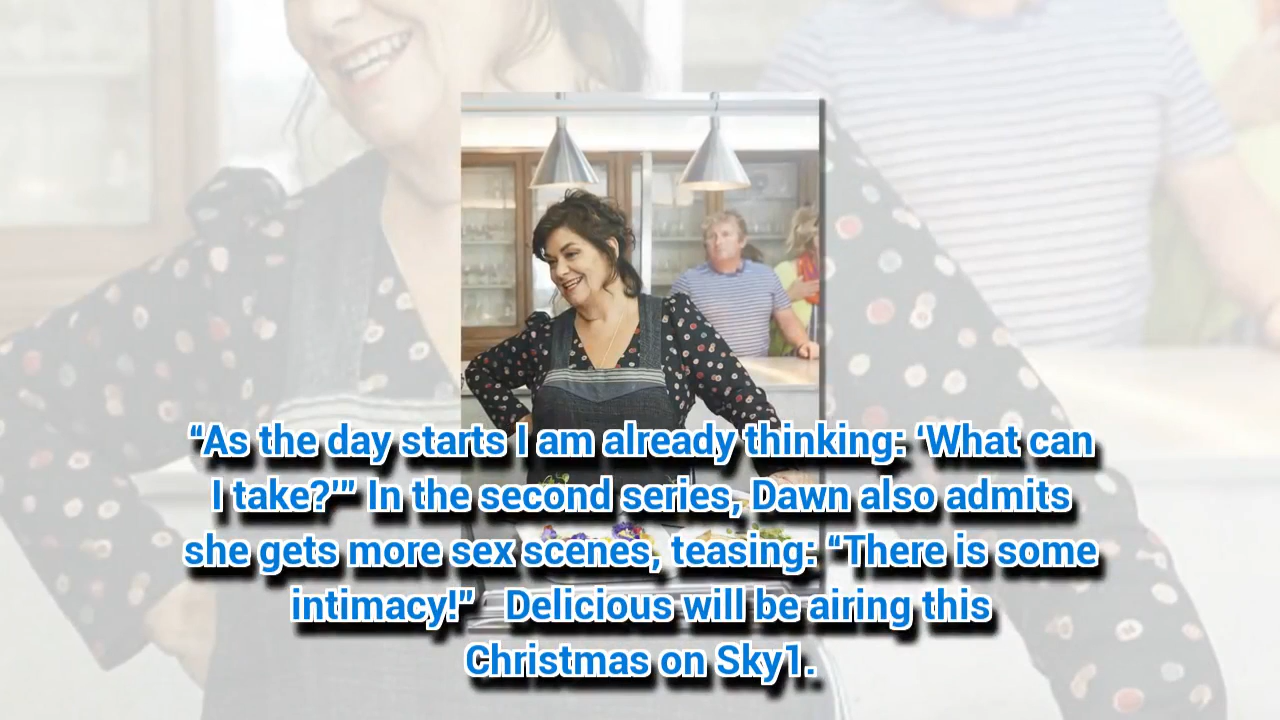 “As the day starts I am already thinking: ‘What can
I take?’” In the second series, Dawn also admits
she gets more sex scenes, teasing: “There is some
intimacy!” Delicious will be airing this
Christmas on Sky1.